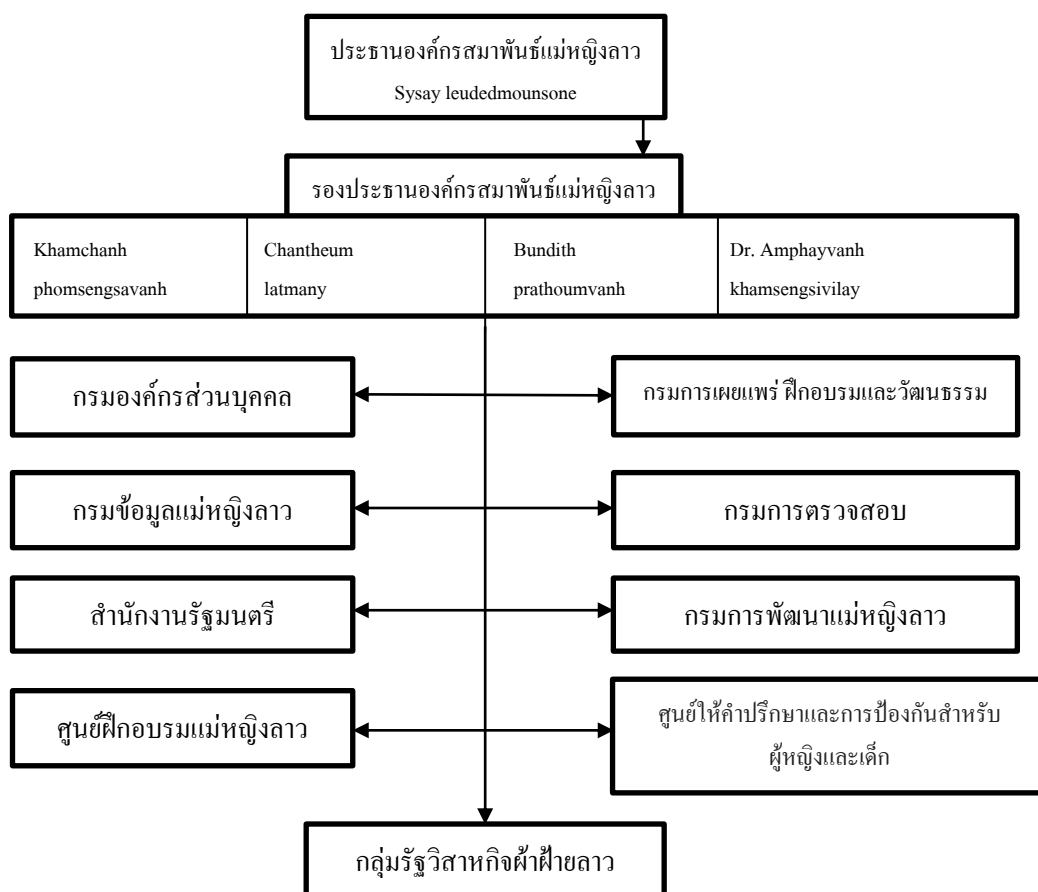 ประธานองค์กรสมาพันธ์แม่หญิงลาว
Sysay leudedmounsone
รองประธานองค์กรสมาพันธ์แม่หญิงลาว
Khamchanh
phomsengsavanh
Chantheum
latmany
Bundith
prathoumvanh
Dr. Amphayvanh
khamsengsivilay
กรมองค์กรส่วนบุคคล
กรมการเผยแพร่ ฝึกอบรมและวัฒนธรรม
กรมข้อมูลแม่หญิงลาว
กรมการตรวจสอบ
สำนักงานรัฐมนตรี
กรมการพัฒนาแม่หญิงลาว
ศูนย์ฝึกอบรมแม่หญิงลาว
ศูนย์ให้คำปรึกษาและการป้องกันสำหรับ
ผู้หญิงและเด็ก
กลุ่มรัฐวิสาหกิจผ้าฝ้ายลาว